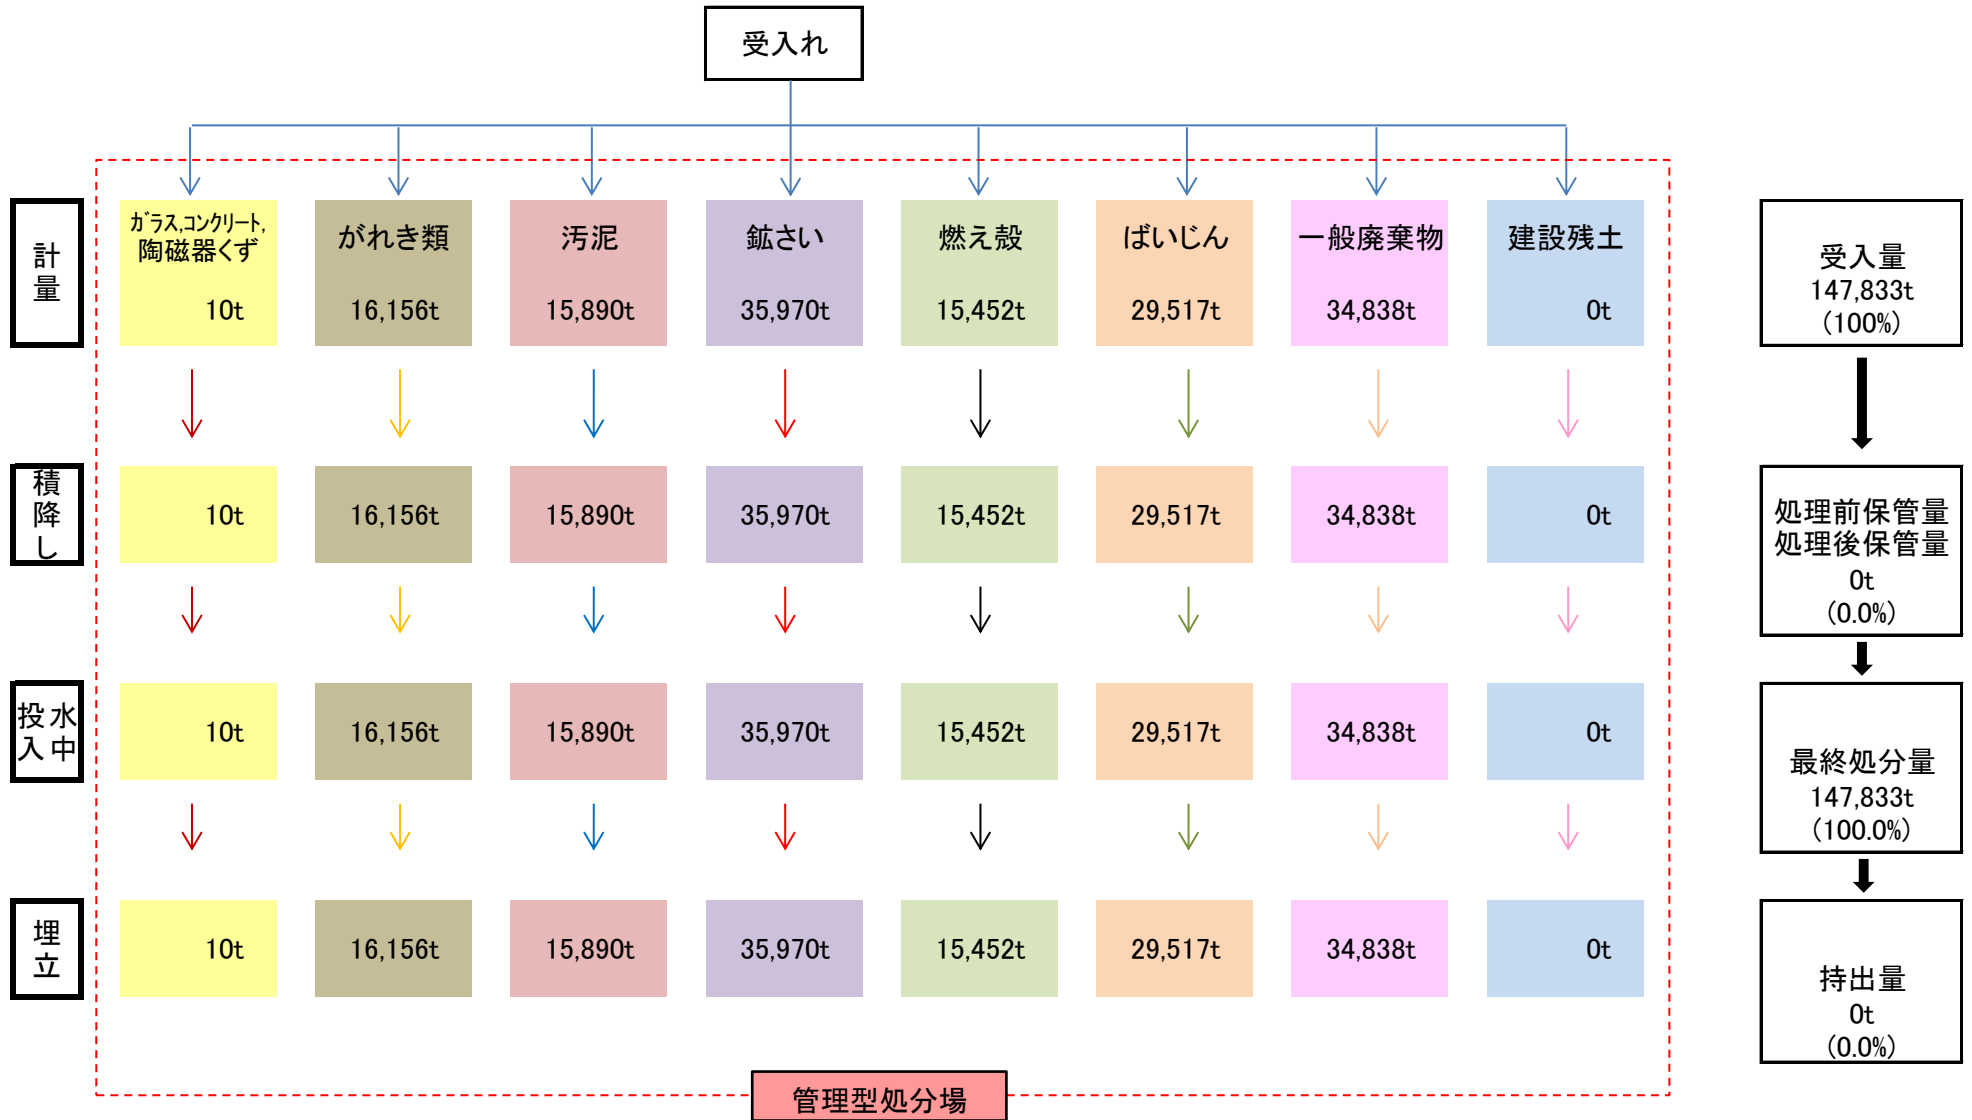 受入れ
計量
ガラス,コンクリート,
陶磁器くず
10t
がれき類
16,156t
汚泥
15,890t
鉱さい
35,970t
燃え殻
15,452t
ばいじん
29,517t
一般廃棄物
34,838t
建設残土
0t
受入量
147,833t
(100%)
積降し
10t
16,156t
15,890t
35,970t
15,452t
29,517t
34,838t
0t
処理前保管量
処理後保管量
0t
(0.0%)
水中
投入
10t
16,156t
15,890t
35,970t
15,452t
29,517t
34,838t
0t
最終処分量
147,833t
(100.0%)
埋立
10t
16,156t
15,890t
35,970t
15,452t
29,517t
34,838t
0t
持出量
0t
(0.0%)
管理型処分場